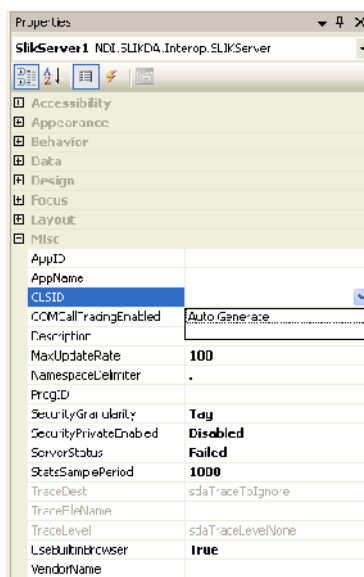 Properties
SlikServer1 NDI.SLIKDA.Interop.SLIKServer
Accessibility
Appearance
Behavior
Data
Design
Focus
Layout
Misc
AppID
AppName
CLSID
COMCallTracingEnabled Auto Generate
Description
MaxUpdateRate 100
NamespaceDelimiter .
ProgID
SecurityGranularity Tag
SecurityPrivateEnabled Disabled
ServerStatus Failed
StatsSamplePeriod 1000
TraceDest sdaTraceToIgnore
TraceFileName
TraceLevel sdaTraceLevelNone
UseBuiltinBrowser True
VendorName